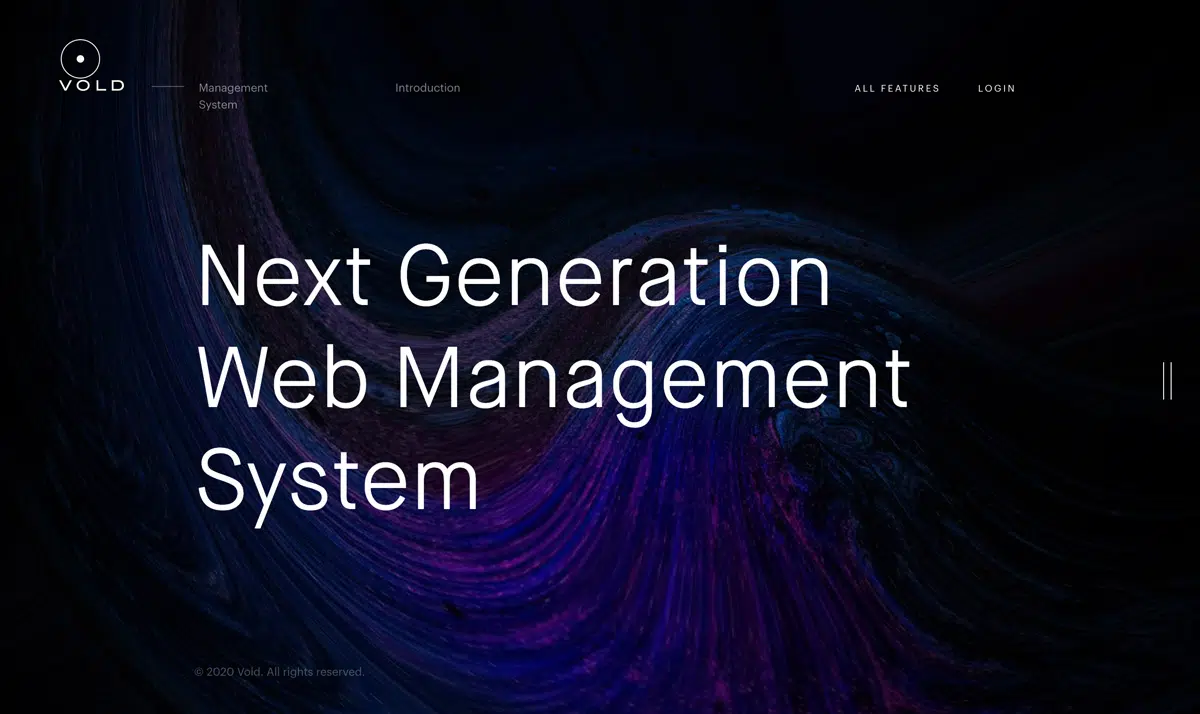 VOLD
Management
System
Introduction
ALL FEATURES
LOGIN
Next Generation
Web Management
System
© 2020 Void. All rights reserved.